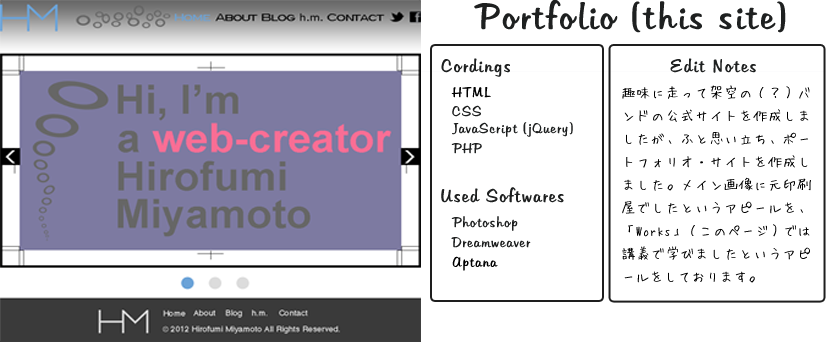 HM
HOME ABOUT BLOG h.m. CONTACT
Hi, I'm
a web-creator
Hirofumi
Miyamoto
HM
Home About Blog h.m. Contact
© 2012 Hirofumi Miyamoto All Rights Reserved.
Portfolio (this site)
Cordings
HTML
CSS
JavaScript (jQuery)
PHP
Used Softwares
Photoshop
Dreamweaver
Aptana
Edit Notes
趣味に走って架空の（？）バ
ンドの公式サイトを作成しま
したが、ふと思い立ち、ポー
トフォリオ・サイトを作成し
ました。メイン画像に元印刷
屋でしたというアピールを、
「Works」（このページ）では
講義で学びましたというアピ
ールをしております。